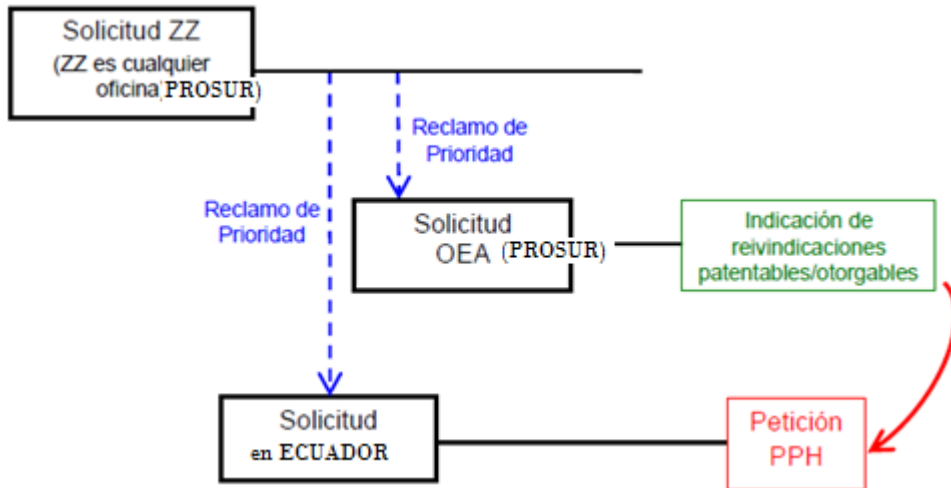 Solicitud ZZ
(ZZ es cualquier
oficina(PROSUR)
Reclamo de
Prioridad
Reclamo de
Prioridad
Solicitud
OEA (PROSUR)
Indicación de
reivindicaciones
patentables/otorgables
Solicitud
en ECUADOR
Petición
PPH